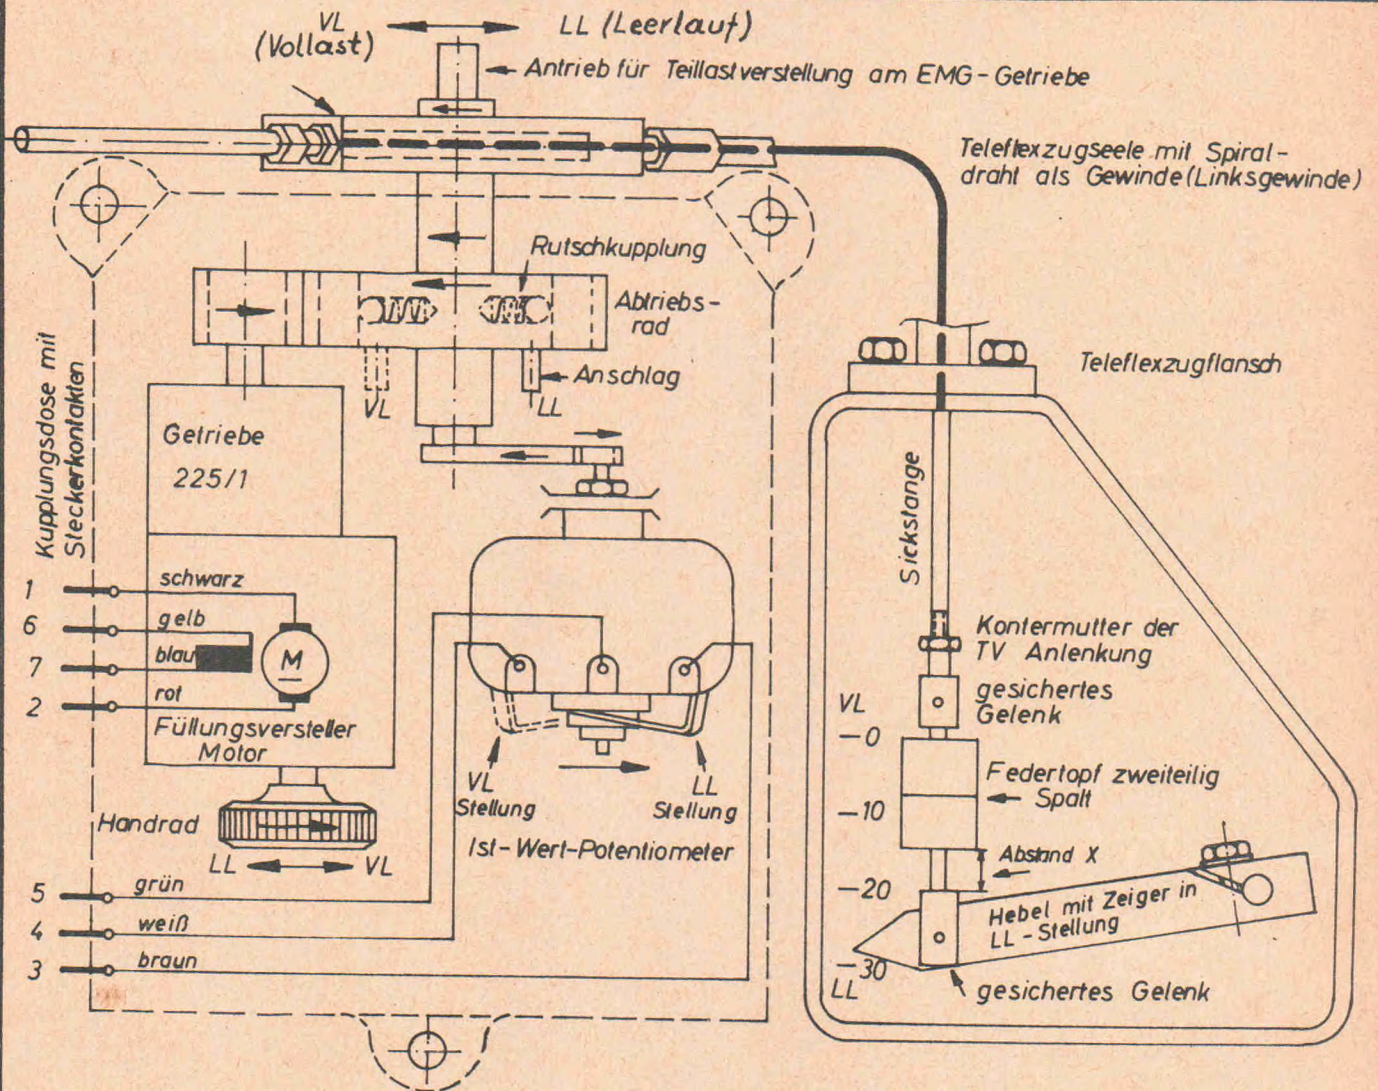 VL
(Vollast)
LL (Leerlauf)
Antrieb für Teillastverstellung am EMG-Getriebe
Teleflexzugseele mit Spiral-
draht als Gewinde (Linksgewinde)
Rutschkupplung
Abtriebs-
rad
Anschlag
VL
LL
Teleflexzugflansch
Kupplungsdose mit
Steckerkontakten
Getriebe
225/1
Sickstange
1
schwarz
6
gelb
7
blau
2
rot
M
Füllungsversteller
Motor
Kontermutter der
TV Anlenkung
gesichertes
Gelenk
VL
-0
Federtopf zweiteilig
Spalt
-10
VL
Stellung
LL
Stellung
Handrad
LL
VL
Ist-Wert-Potentiometer
Abstand X
-20
Hebel mit Zeiger in
LL-Stellung
5
grün
4
weiß
3
braun
-30
LL
gesichertes Gelenk